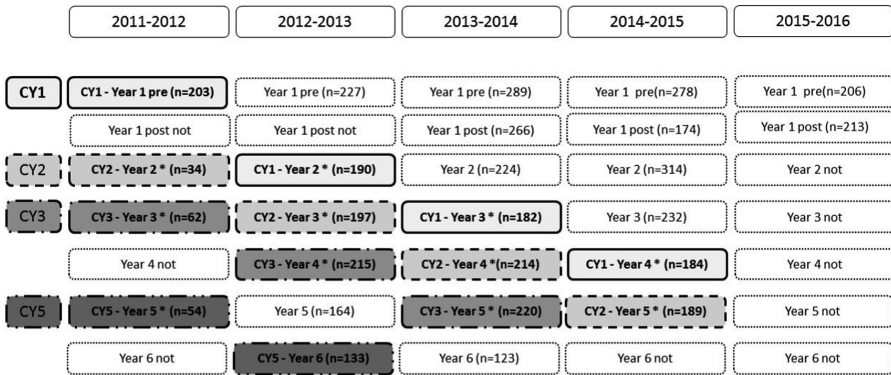 2011-2012 2012-2013 2013-2014 2014-2015 2015-2016
CY1 CY1 - Year 1 pre (n=203) Year 1 pre (n=227) Year 1 pre (n=289) Year 1 pre(n=278) Year 1 pre(n=206)
Year 1 post not Year 1 post not Year 1 post (n=266) Year 1 post (n=174) Year 1 post (n=213)
CY2 CY2 - Year 2 * (n=34) CY1 - Year 2 * (n=190) Year 2 (n=224) Year 2 (n=314) Year 2 not
CY3 CY3 - Year 3 * (n=62) CY2 - Year 3 * (n=197) CY1 - Year 3 * (n=182) Year 3 (n=232) Year 3 not
Year 4 not CY3 - Year 4 * (n=215) CY2 - Year 4 *(n=214) CY1 - Year 4 * (n=184) Year 4 not
CY5 CY5 - Year 5 * (n=54) Year 5 (n=164) CY3 - Year 5 * (n=220) CY2 - Year 5 * (n=189) Year 5 not
Year 6 not CY5 - Year 6 (n=133) Year 6 (n=123) Year 6 not Year 6 not